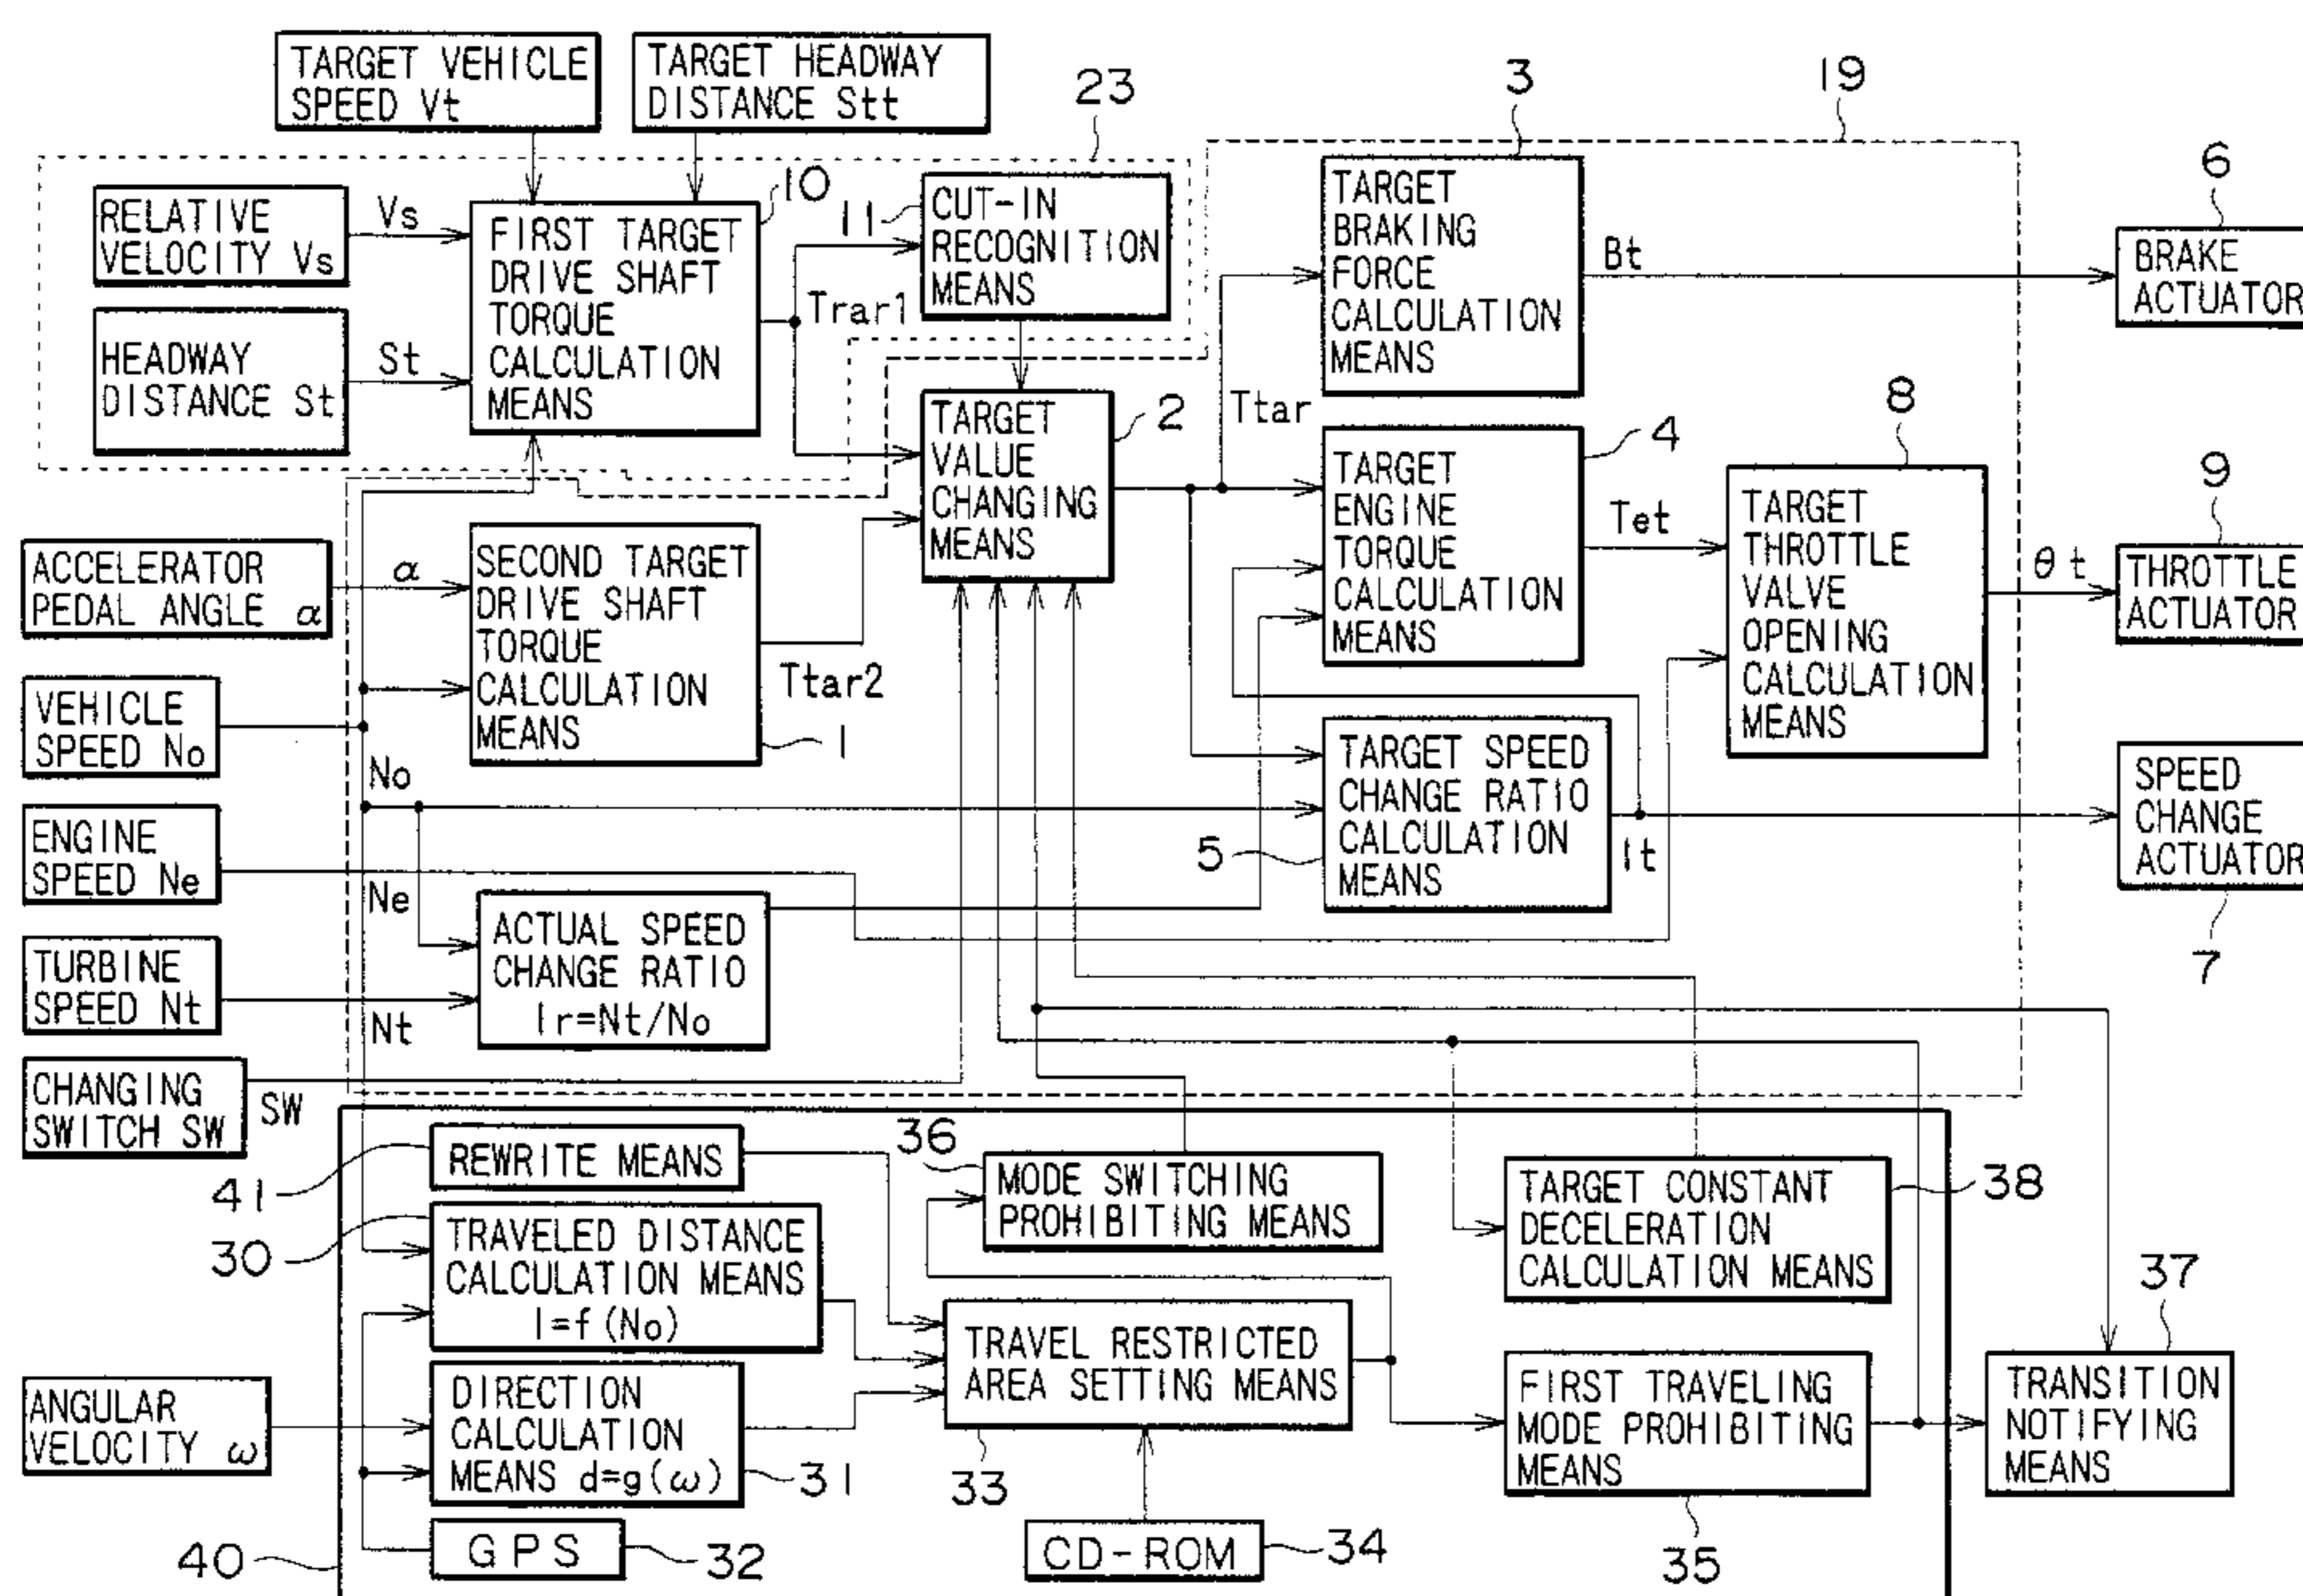 TARGET VEHICLE
SPEED Vt
TARGET HEADWAY
DISTANCE Stt
23
3
19
6
RELATIVE
VELOCITY Vs
Vs
HEADWAY
DISTANCE St
St
10
FIRST TARGET
DRIVE SHAFT
TORQUE
CALCULATION
MEANS
Trar1
11
CUT-IN
RECOGNITION
MEANS
TARGET
BRAKING
FORCE
CALCULATION
MEANS
Bt
BRAKE
ACTUATOR
TARGET
VALUE
CHANGING
MEANS
2
Ttar
4
TARGET
ENGINE
TORQUE
CALCULATION
MEANS
Tet
8
TARGET
THROTTLE
VALVE
OPENING
CALCULATION
MEANS
θt
9
THROTTLE
ACTUATOR
ACCELERATOR
PEDAL ANGLE α
α
SECOND TARGET
DRIVE SHAFT
TORQUE
CALCULATION
MEANS
Ttar2
1
VEHICLE
SPEED No
No
TARGET SPEED
CHANGE RATIO
CALCULATION
MEANS
5
It
SPEED
CHANGE
ACTUATOR
7
ENGINE
SPEED Ne
Ne
ACTUAL SPEED
CHANGE RATIO
Ir=Nt/No
TURBINE
SPEED Nt
Nt
CHANGING
SWITCH SW
SW
41
REWRITE MEANS
36
MODE SWITCHING
PROHIBITING MEANS
TARGET CONSTANT
DECELERATION
CALCULATION MEANS
38
30
TRAVELED DISTANCE
CALCULATION MEANS
l=f(No)
TRAVEL RESTRICTED
AREA SETTING MEANS
33
37
ANGULAR
VELOCITY ω
DIRECTION
CALCULATION
MEANS d=g(ω)
31
FIRST TRAVELING
MODE PROHIBITING
MEANS
35
TRANSITION
NOTIFYING
MEANS
40
GPS
32
CD-ROM
34